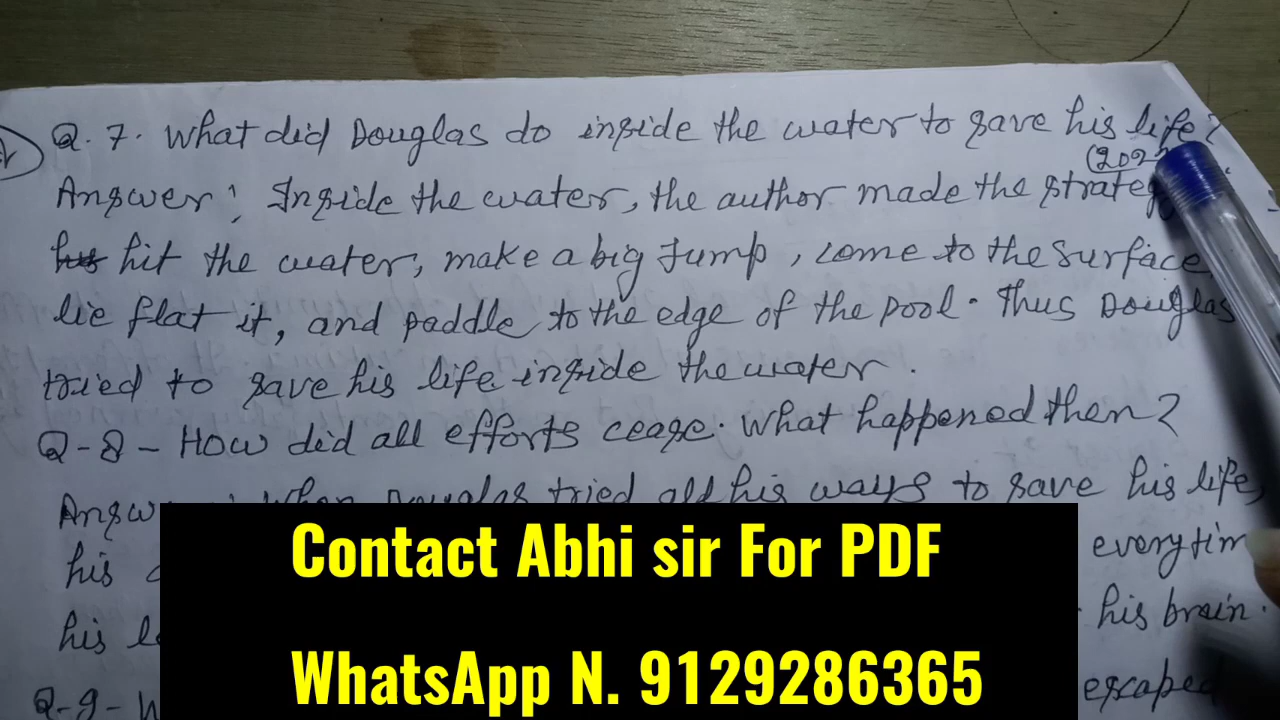 Q. 7. What did Douglas do inside the water to save his life?
(202
Answer: Inside the water, the author made the strateg
hit the water, make a big Jump, come to the surface
lie flat it, and paddle to the edge of the pool. Thus Douglas
tried to save his life inside the water.
Q-8- How did all efforts cease. What happened then?
Answ When Douglas tried all his ways to save his life,
his everytim
his his brain.
Q-9- W escaped
Contact Abhi sir For PDF
WhatsApp N. 9129286365